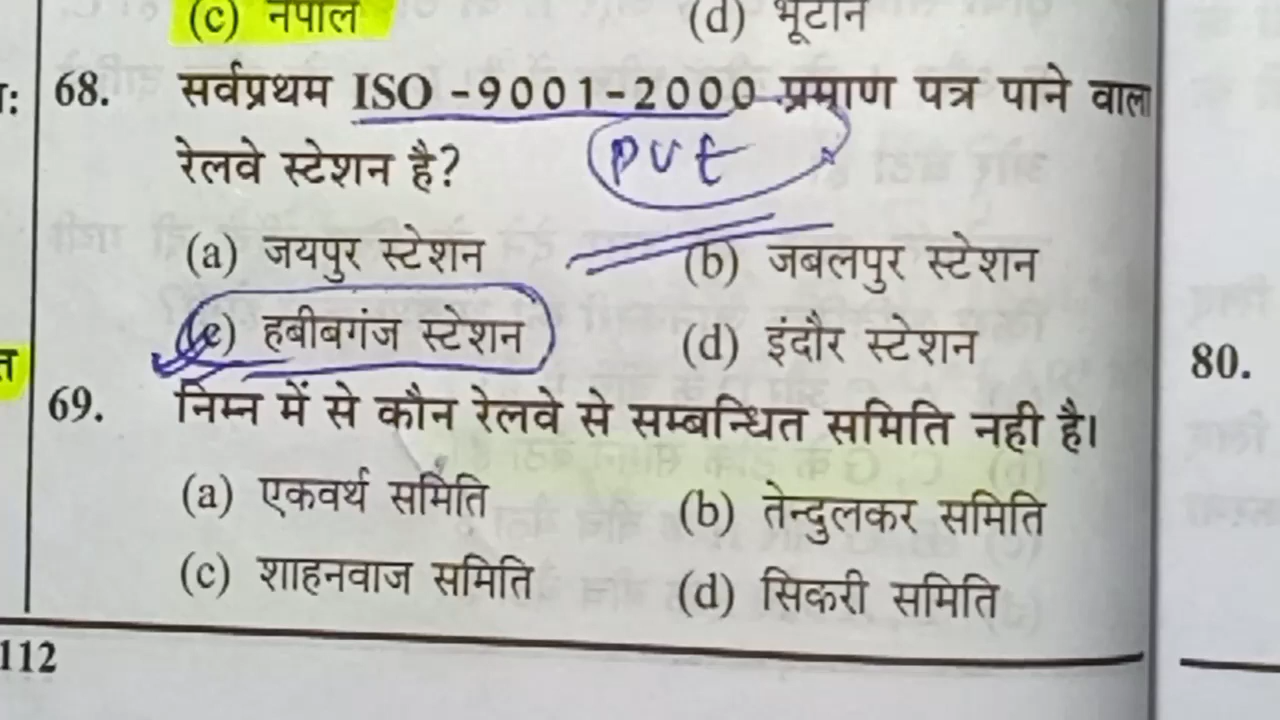 (c) नेपाल (d) भूटान
68. सर्वप्रथम ISO -9001-2000 प्रमाण पत्र पाने वाला
रेलवे स्टेशन है? pvt
(a) जयपुर स्टेशन (b) जबलपुर स्टेशन
(c) हबीबगंज स्टेशन (d) इंदौर स्टेशन
69. निम्न में से कौन रेलवे से सम्बन्धित समिति नही है।
(a) एकवर्थ समिति (b) तेन्दुलकर समिति
(c) शाहनवाज समिति (d) सिकरी समिति
112
80.